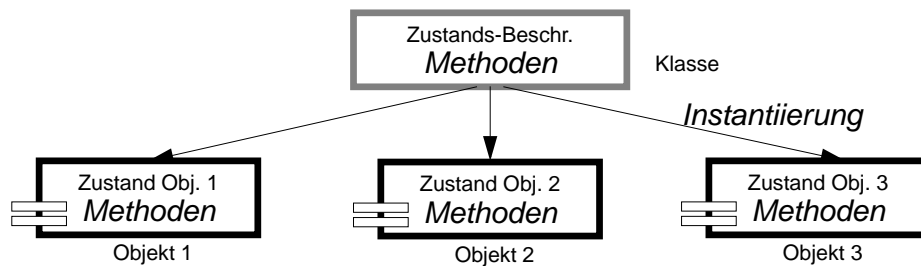 Zustands-Beschr.
Methoden
Klasse
Instantiierung
Zustand Obj. 1
Methoden
Objekt 1
Zustand Obj. 2
Methoden
Objekt 2
Zustand Obj. 3
Methoden
Objekt 3